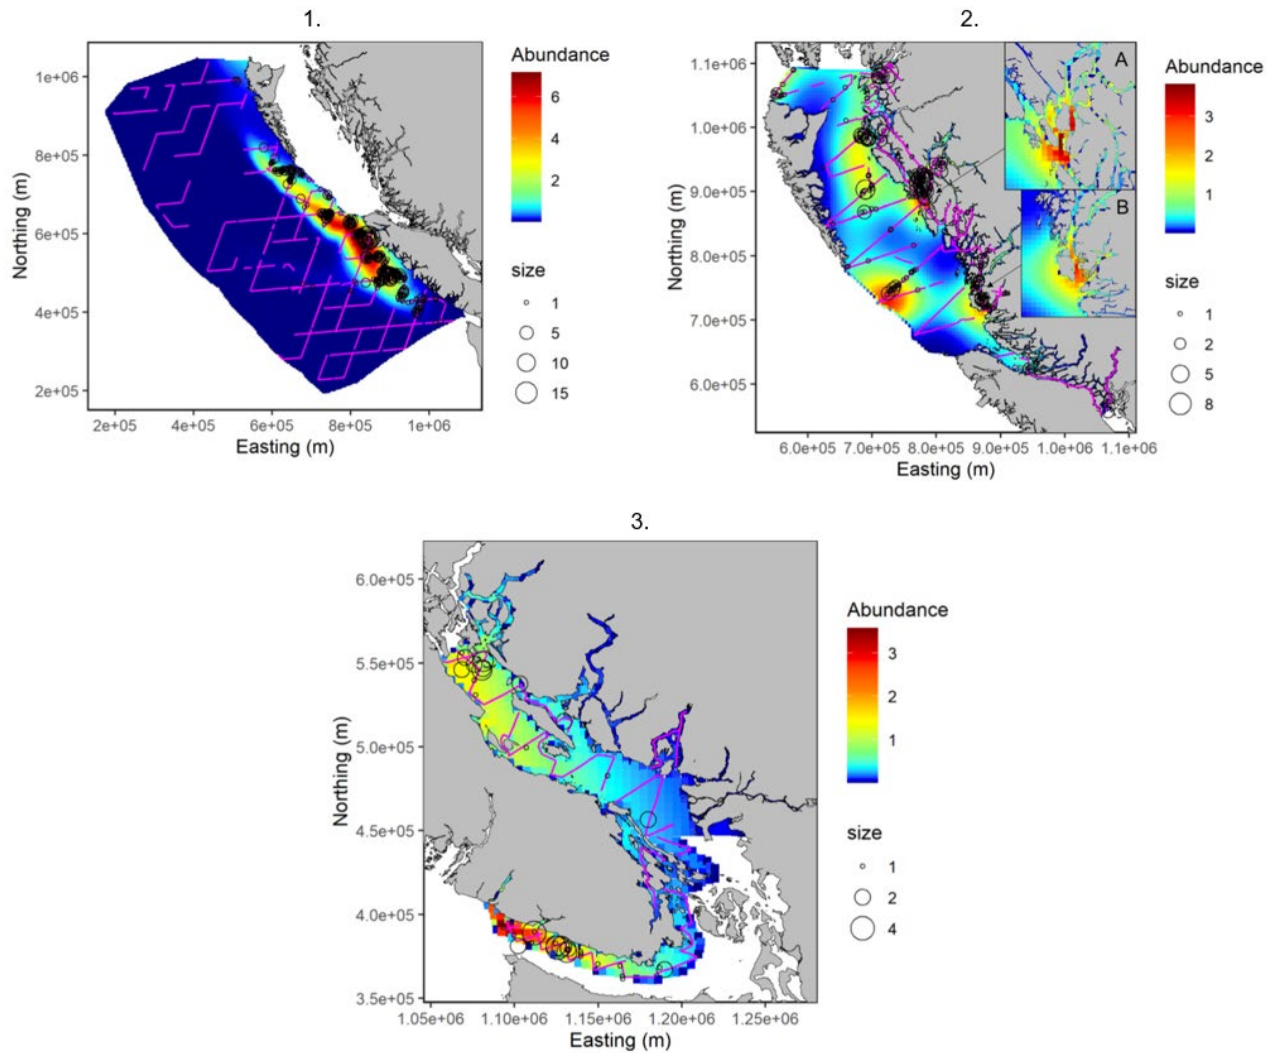 1.
Northing (m)
1e+06
8e+05
6e+05
4e+05
2e+05
2e+05 4e+05 6e+05 8e+05 1e+06
Easting (m)
Abundance
6
4
2
size
1
5
10
15
2.
Northing (m)
1.1e+06
1.0e+06
9.0e+05
8.0e+05
7.0e+05
6.0e+05
6.0e+05 7.0e+05 8.0e+05 9.0e+05 1.0e+06 1.1e+06
Easting (m)
A
B
Abundance
3
2
1
size
1
2
5
8
3.
Northing (m)
6.0e+05
5.5e+05
5.0e+05
4.5e+05
4.0e+05
3.5e+05
1.05e+06 1.10e+06 1.15e+06 1.20e+06 1.25e+06
Easting (m)
Abundance
3
2
1
size
1
2
4